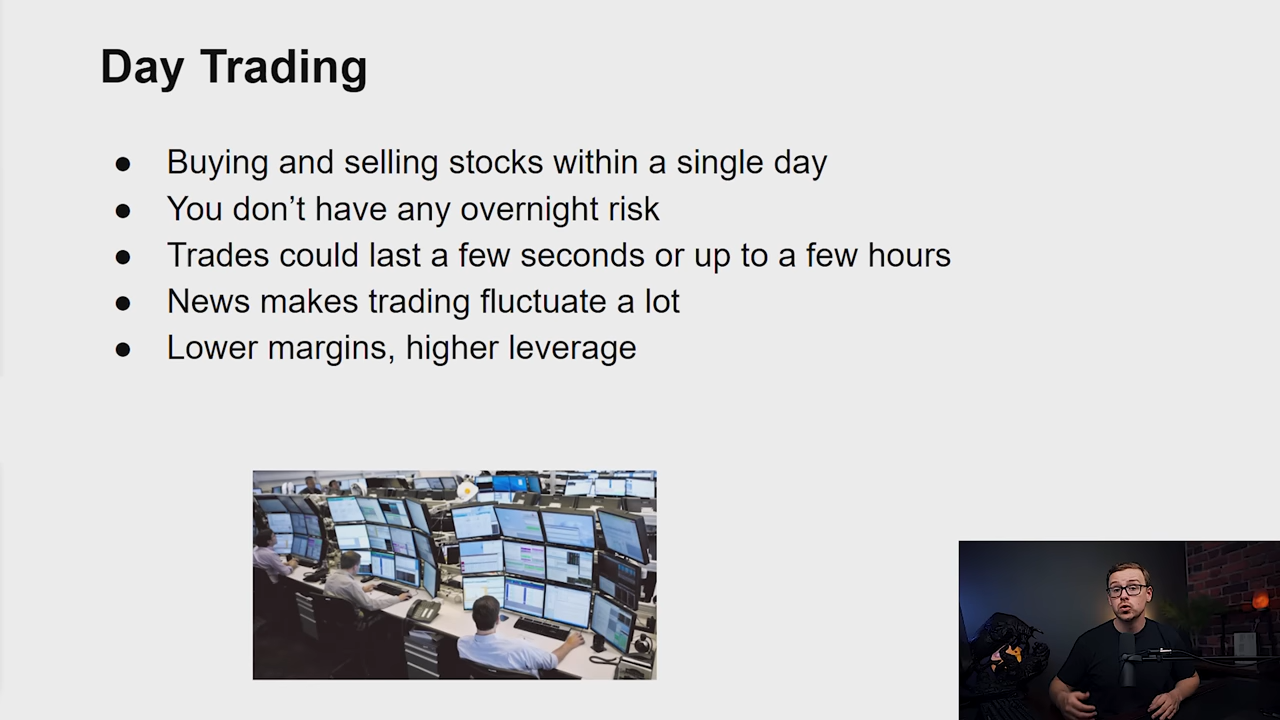 Day Trading
● Buying and selling stocks within a single day
● You don’t have any overnight risk
● Trades could last a few seconds or up to a few hours
● News makes trading fluctuate a lot
● Lower margins, higher leverage